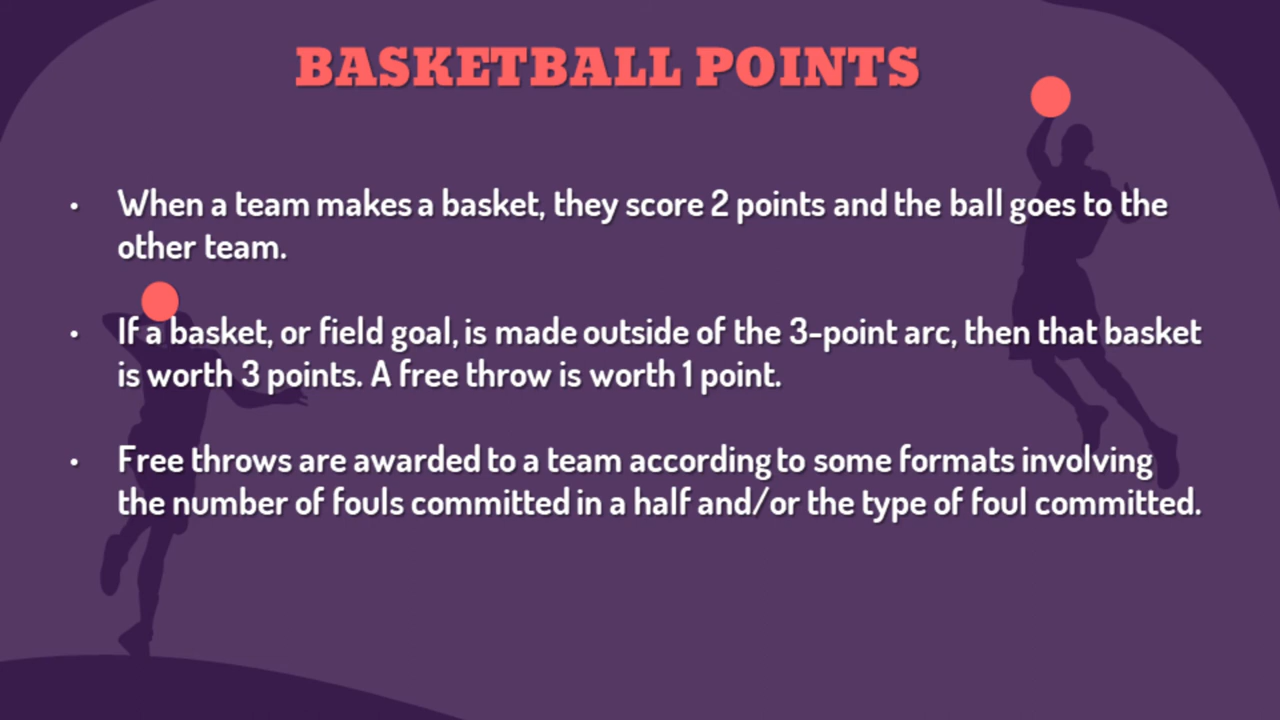 BASKETBALL POINTS
• When a team makes a basket, they score 2 points and the ball goes to the
other team.
• If a basket, or field goal, is made outside of the 3-point arc, then that basket
is worth 3 points. A free throw is worth 1 point.
• Free throws are awarded to a team according to some formats involving
the number of fouls committed in a half and/or the type of foul committed.